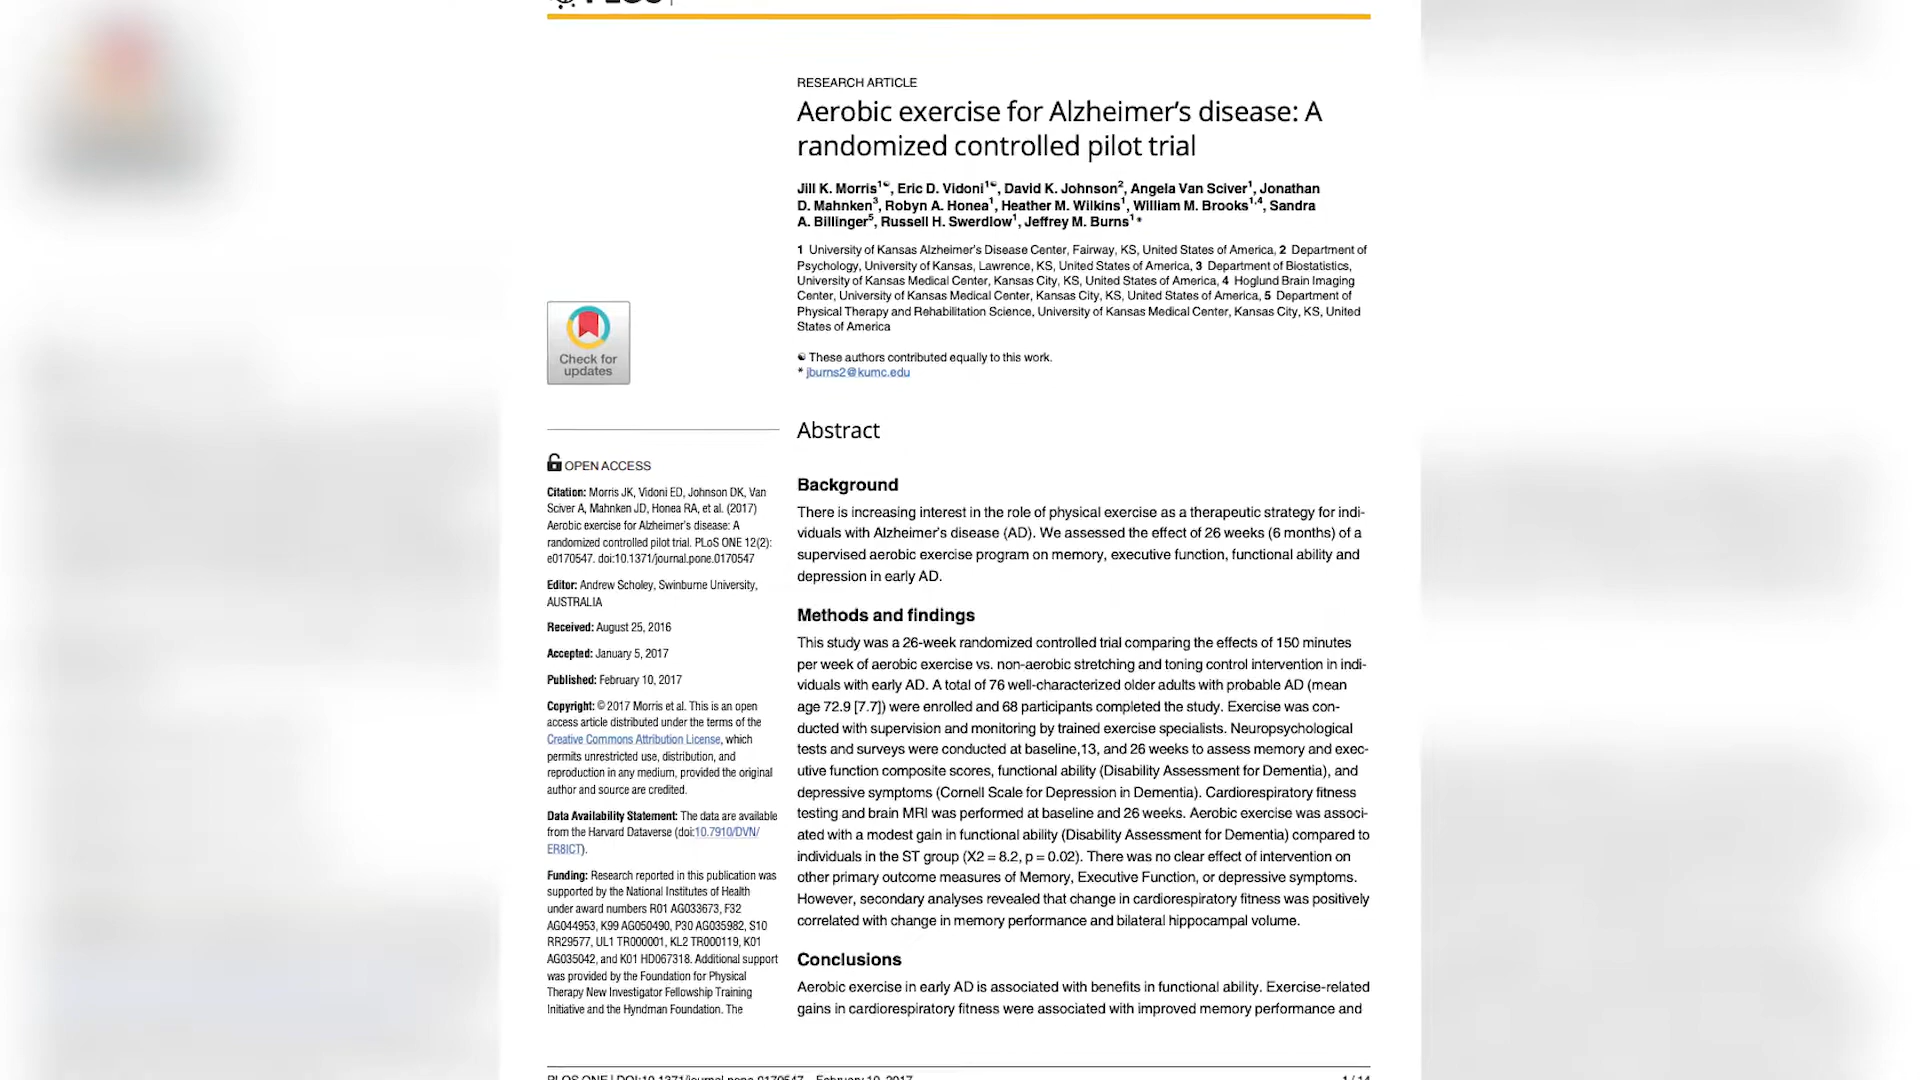 RESEARCH ARTICLE
Aerobic exercise for Alzheimer's disease: A
randomized controlled pilot trial
Jill K. Morris1☯, Eric D. Vidoni1☯, David K. Johnson2, Angela Van Sciver1, Jonathan
D. Mahnken3, Robyn A. Honea1, Heather M. Wilkins1, William M. Brooks1,4, Sandra
A. Billinger5, Russell H. Swerdlow1, Jeffrey M. Burns1*
1 University of Kansas Alzheimer's Disease Center, Fairway, KS, United States of America, 2 Department of
Psychology, University of Kansas, Lawrence, KS, United States of America, 3 Department of Biostatistics,
University of Kansas Medical Center, Kansas City, KS, United States of America, 4 Hoglund Brain Imaging
Center, University of Kansas Medical Center, Kansas City, KS, United States of America, 5 Department of
Physical Therapy and Rehabilitation Science, University of Kansas Medical Center, Kansas City, KS, United
States of America
☯ These authors contributed equally to this work.
* jburns2@kumc.edu
Check for
updates
OPEN ACCESS
Citation: Morris JK, Vidoni ED, Johnson DK, Van
Sciver A, Mahnken JD, Honea RA, et al. (2017)
Aerobic exercise for Alzheimer's disease: A
randomized controlled pilot trial. PLoS ONE 12(2):
e0170547. doi:10.1371/journal.pone.0170547
Editor: Andrew Scholey, Swinburne University,
AUSTRALIA
Received: August 25, 2016
Accepted: January 5, 2017
Published: February 10, 2017
Copyright: © 2017 Morris et al. This is an open
access article distributed under the terms of the
Creative Commons Attribution License, which
permits unrestricted use, distribution, and
reproduction in any medium, provided the original
author and source are credited.
Data Availability Statement: The data are available
from the Harvard Dataverse (doi:10.7910/DVN/
ER8ICT).
Funding: Research reported in this publication was
supported by the National Institutes of Health
under award numbers R01 AG033673, F32
AG044953, K99 AG050490, P30 AG035982, S10
RR29577, UL1 TR000001, KL2 TR000119, K01
AG035042, and K01 HD067318. Additional support
was provided by the Foundation for Physical
Therapy New Investigator Fellowship Training
Initiative and the Hyndman Foundation. The
Abstract
Background
There is increasing interest in the role of physical exercise as a therapeutic strategy for indi-
viduals with Alzheimer's disease (AD). We assessed the effect of 26 weeks (6 months) of a
supervised aerobic exercise program on memory, executive function, functional ability and
depression in early AD.
Methods and findings
This study was a 26-week randomized controlled trial comparing the effects of 150 minutes
per week of aerobic exercise vs. non-aerobic stretching and toning control intervention in indi-
viduals with early AD. A total of 76 well-characterized older adults with probable AD (mean
age 72.9 [7.7]) were enrolled and 68 participants completed the study. Exercise was con-
ducted with supervision and monitoring by trained exercise specialists. Neuropsychological
tests and surveys were conducted at baseline,13, and 26 weeks to assess memory and exec-
utive function composite scores, functional ability (Disability Assessment for Dementia), and
depressive symptoms (Cornell Scale for Depression in Dementia). Cardiorespiratory fitness
testing and brain MRI was performed at baseline and 26 weeks. Aerobic exercise was associ-
ated with a modest gain in functional ability (Disability Assessment for Dementia) compared to
individuals in the ST group (X2 = 8.2, p = 0.02). There was no clear effect of intervention on
other primary outcome measures of Memory, Executive Function, or depressive symptoms.
However, secondary analyses revealed that change in cardiorespiratory fitness was positively
correlated with change in memory performance and bilateral hippocampal volume.
Conclusions
Aerobic exercise in early AD is associated with benefits in functional ability. Exercise-related
gains in cardiorespiratory fitness were associated with improved memory performance and
PLOS ONE | DOI:10.1371/journal.pone.0170547 February 10, 2017
1 / 14